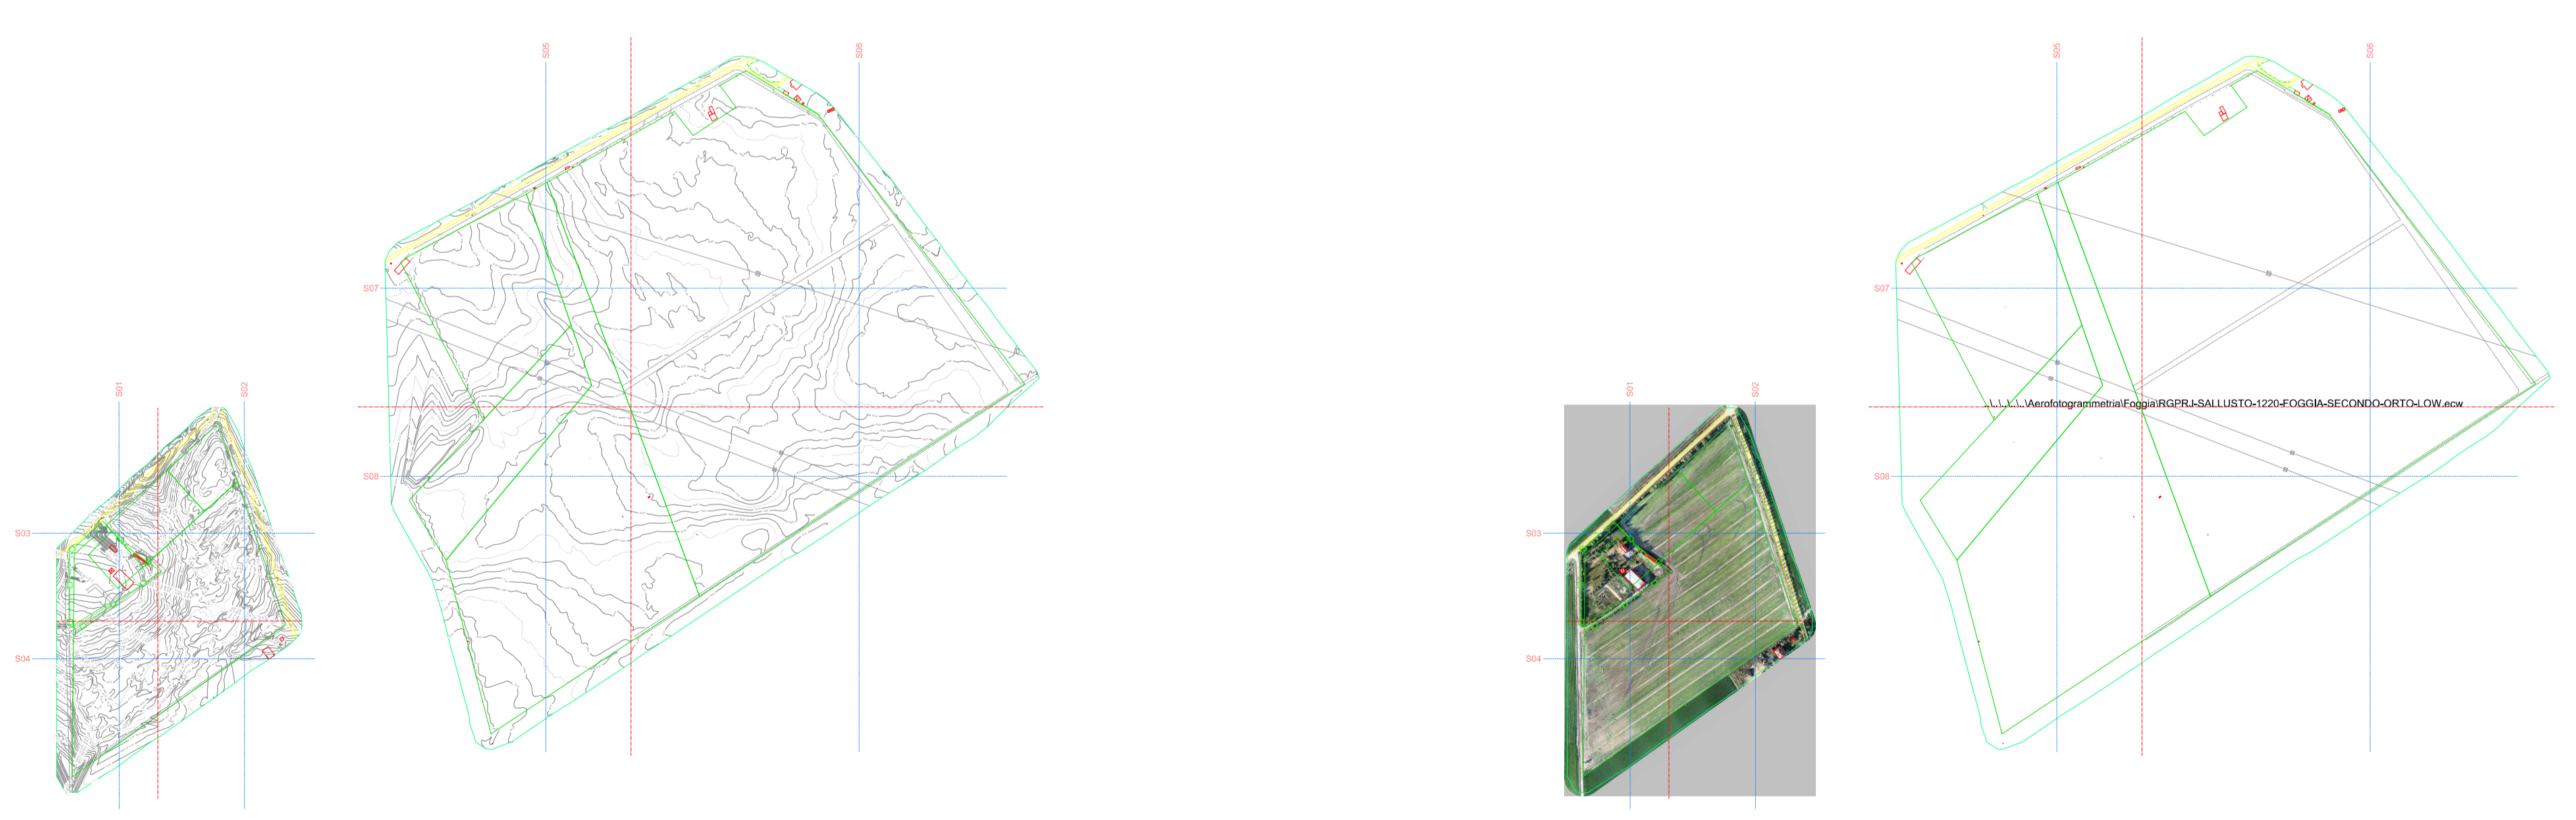 S05
S06
S05
S06
S07
S07
S01
S02
S01
S02
..\..\..\..\..\Aerofotogrammetria\Foggia\RGPRJ-SALLUSTO-1220-FOGGIA-SECONDO-ORTO-LOW.ecw
S08
S08
S03
S03
S04
S04